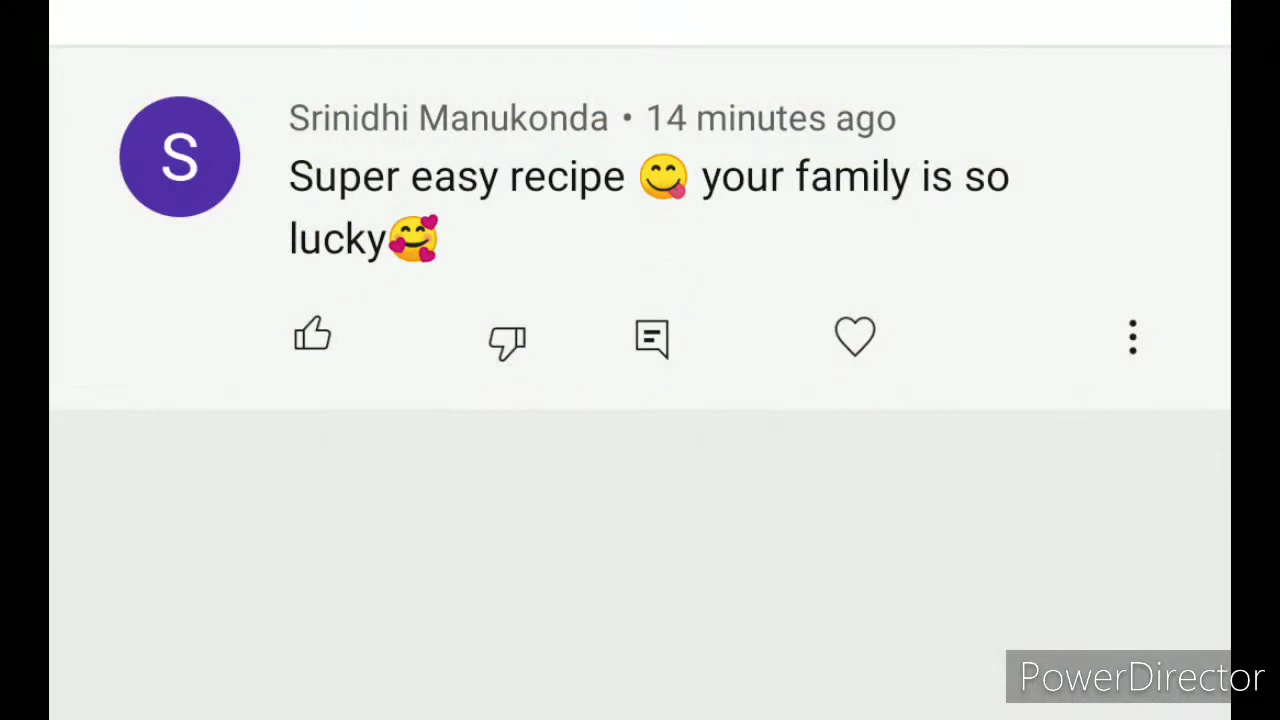 S
Srinidhi Manukonda • 14 minutes ago
Super easy recipe 😋 your family is so
lucky🥰
PowerDirector